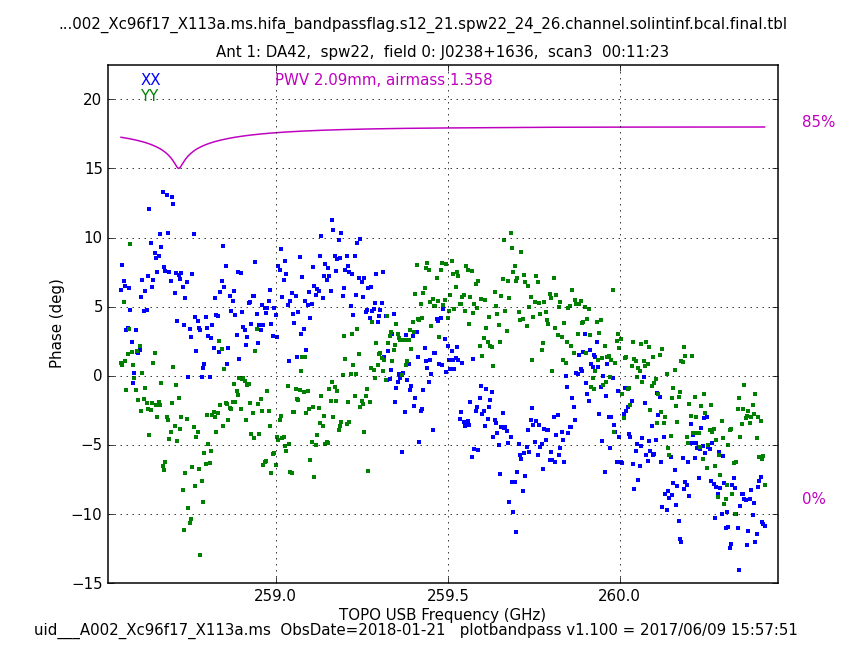 ...002_Xc96f17_X113a.ms.hifa_bandpassflag.s12_21.spw22_24_26.channel.solintinf.bcal.final.tbl
Ant 1: DA42,  spw22,  field 0: J0238+1636,  scan3  00:11:23
XX
PWV 2.09mm, airmass 1.358
YY
20
85%
15
10
5
Phase (deg)
0
−5
0%
−10
−15
259.0
259.5
260.0
TOPO USB Frequency (GHz)
uid___A002_Xc96f17_X113a.ms  ObsDate=2018-01-21   plotbandpass v1.100 = 2017/06/09 15:57:51